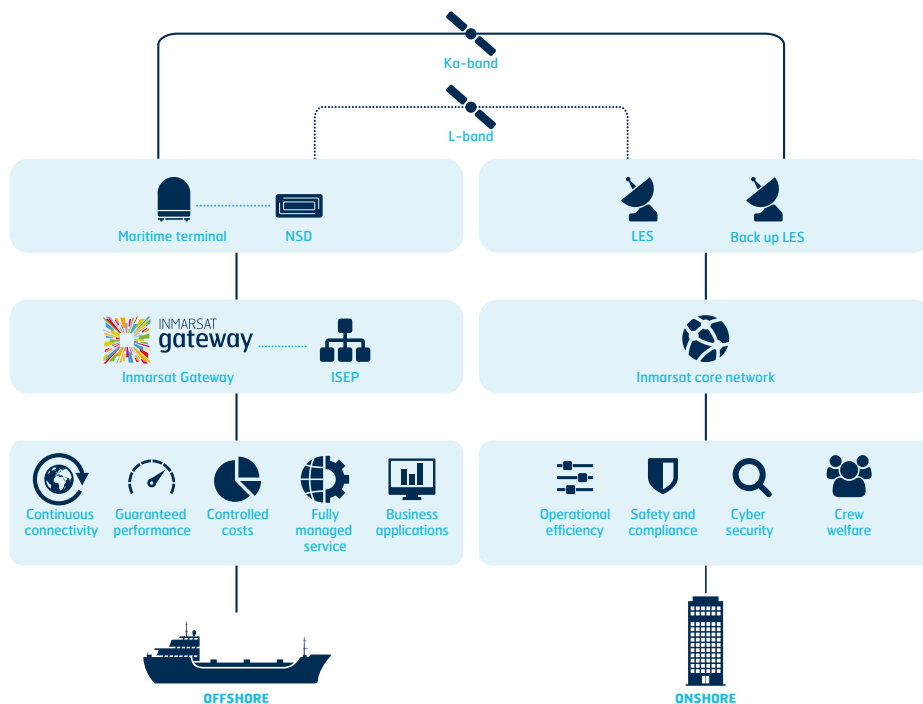 Ka-band
L-band
Maritime terminal
NSD
LES
Back up LES
INMARSAT
gateway
Inmarsat Gateway
ISEP
Inmarsat core network
Continuous
connectivity
Guaranteed
performance
Controlled
costs
Fully
managed
service
Business
applications
Operational
efficiency
Safety and
compliance
Cyber
security
Crew
welfare
OFFSHORE
ONSHORE